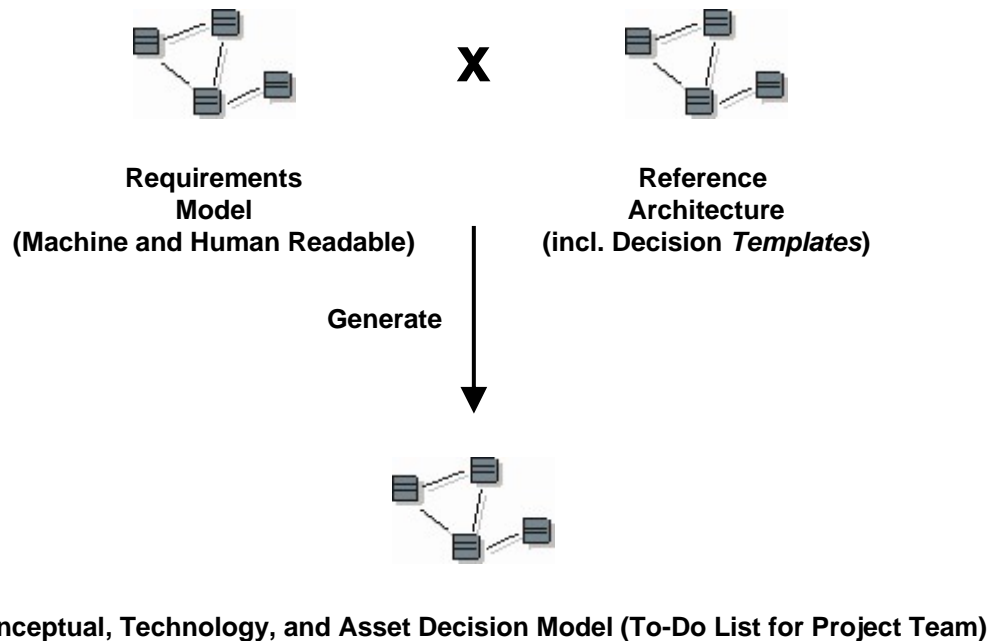 X
Requirements
Model
(Machine and Human Readable)
Reference
Architecture
(incl. Decision Templates)
Generate
nceptual, Technology, and Asset Decision Model (To-Do List for Project Team)